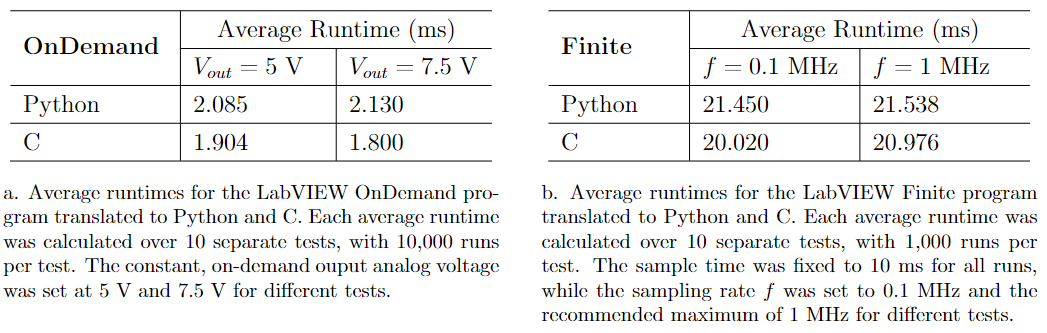 OnDemand Average Runtime (ms)
V_out = 5 V V_out = 7.5 V
Python 2.085 2.130
C 1.904 1.800
a. Average runtimes for the LabVIEW OnDemand pro-
gram translated to Python and C. Each average runtime
was calculated over 10 separate tests, with 10,000 runs
per test. The constant, on-demand ouput analog voltage
was set at 5 V and 7.5 V for different tests.
Finite Average Runtime (ms)
f = 0.1 MHz f = 1 MHz
Python 21.450 21.538
C 20.020 20.976
b. Average runtimes for the LabVIEW Finite program
translated to Python and C. Each average runtime was
calculated over 10 separate tests, with 1,000 runs per
test. The sample time was fixed to 10 ms for all runs,
while the sampling rate f was set to 0.1 MHz and the
recommended maximum of 1 MHz for different tests.